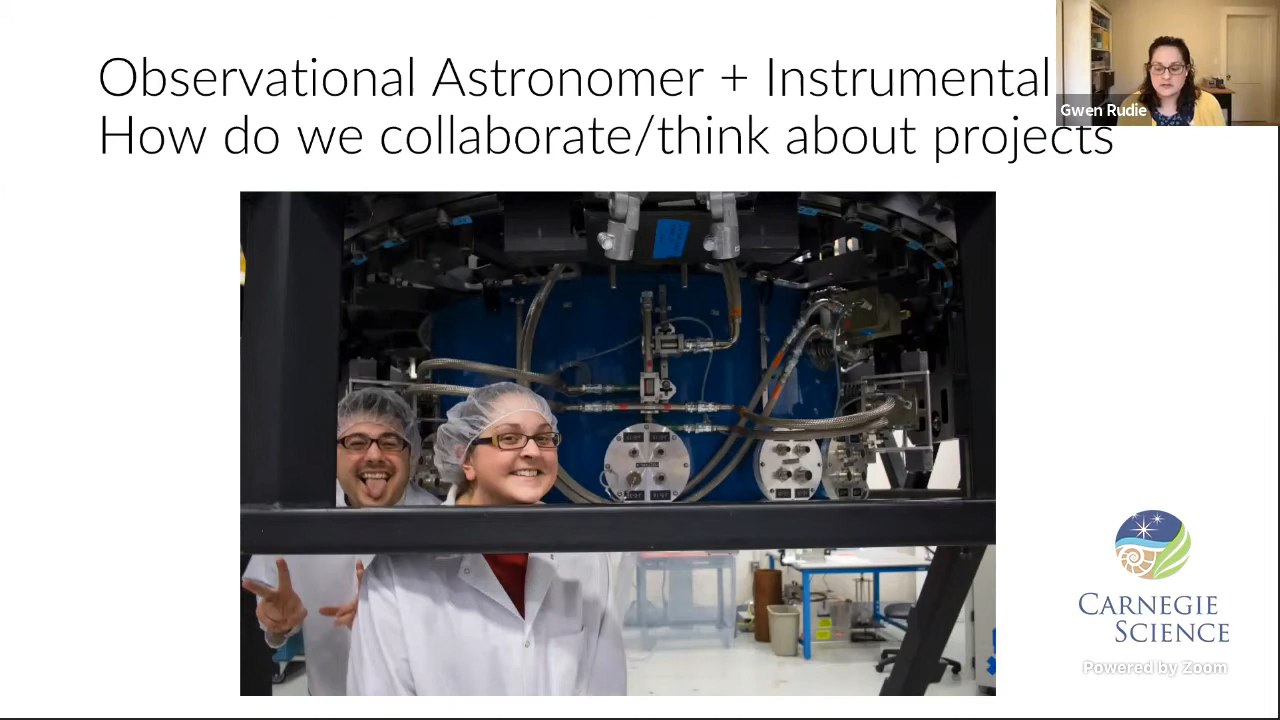 Observational Astronomer + Instrumental
How do we collaborate/think about projects
Gwen Rudie
CARNEGIE
SCIENCE
Powered by Zoom